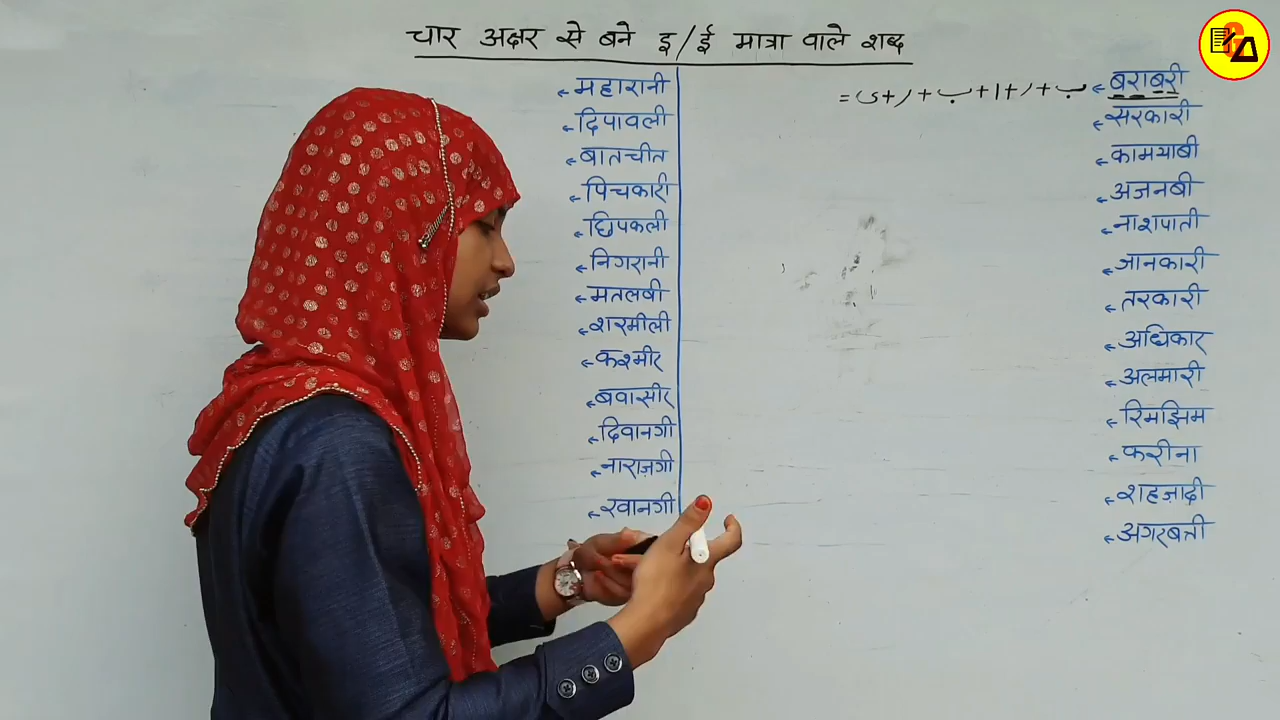 चार अक्षर से बने इ/ई मात्रा वाले शब्द
बराबरी ← ب+ر+ا+ب+ر+ی=
सरकारी ←
कामयाबी ←
अजनबी ←
नाशपाती ←
जानकारी ←
तरकारी ←
अधिकार ←
अलमारी ←
रिमझिम ←
करीना ←
शहज़ादी ←
अगरबत्ती ←
महारानी ←
दिपावली ←
बातचीत ←
पिचकारी ←
छिपकली ←
निगरानी ←
मतलबी ←
शरमीली ←
कश्मीर ←
बवासीर ←
दिवानगी ←
नाराज़गी ←
रवानगी ←